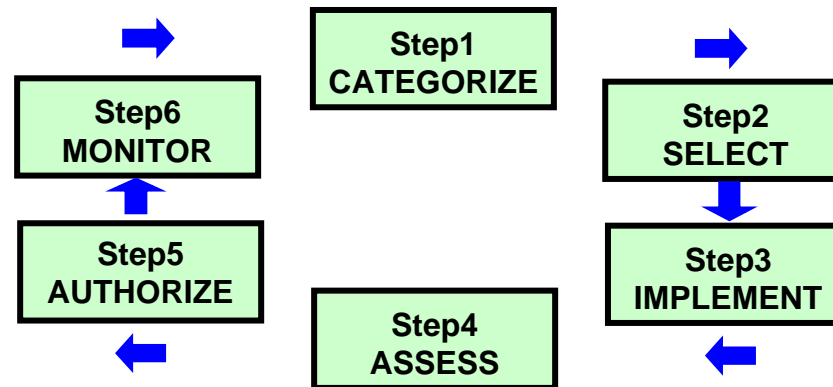 Step1
CATEGORIZE
Step6
MONITOR
Step2
SELECT
Step5
AUTHORIZE
Step3
IMPLEMENT
Step4
ASSESS